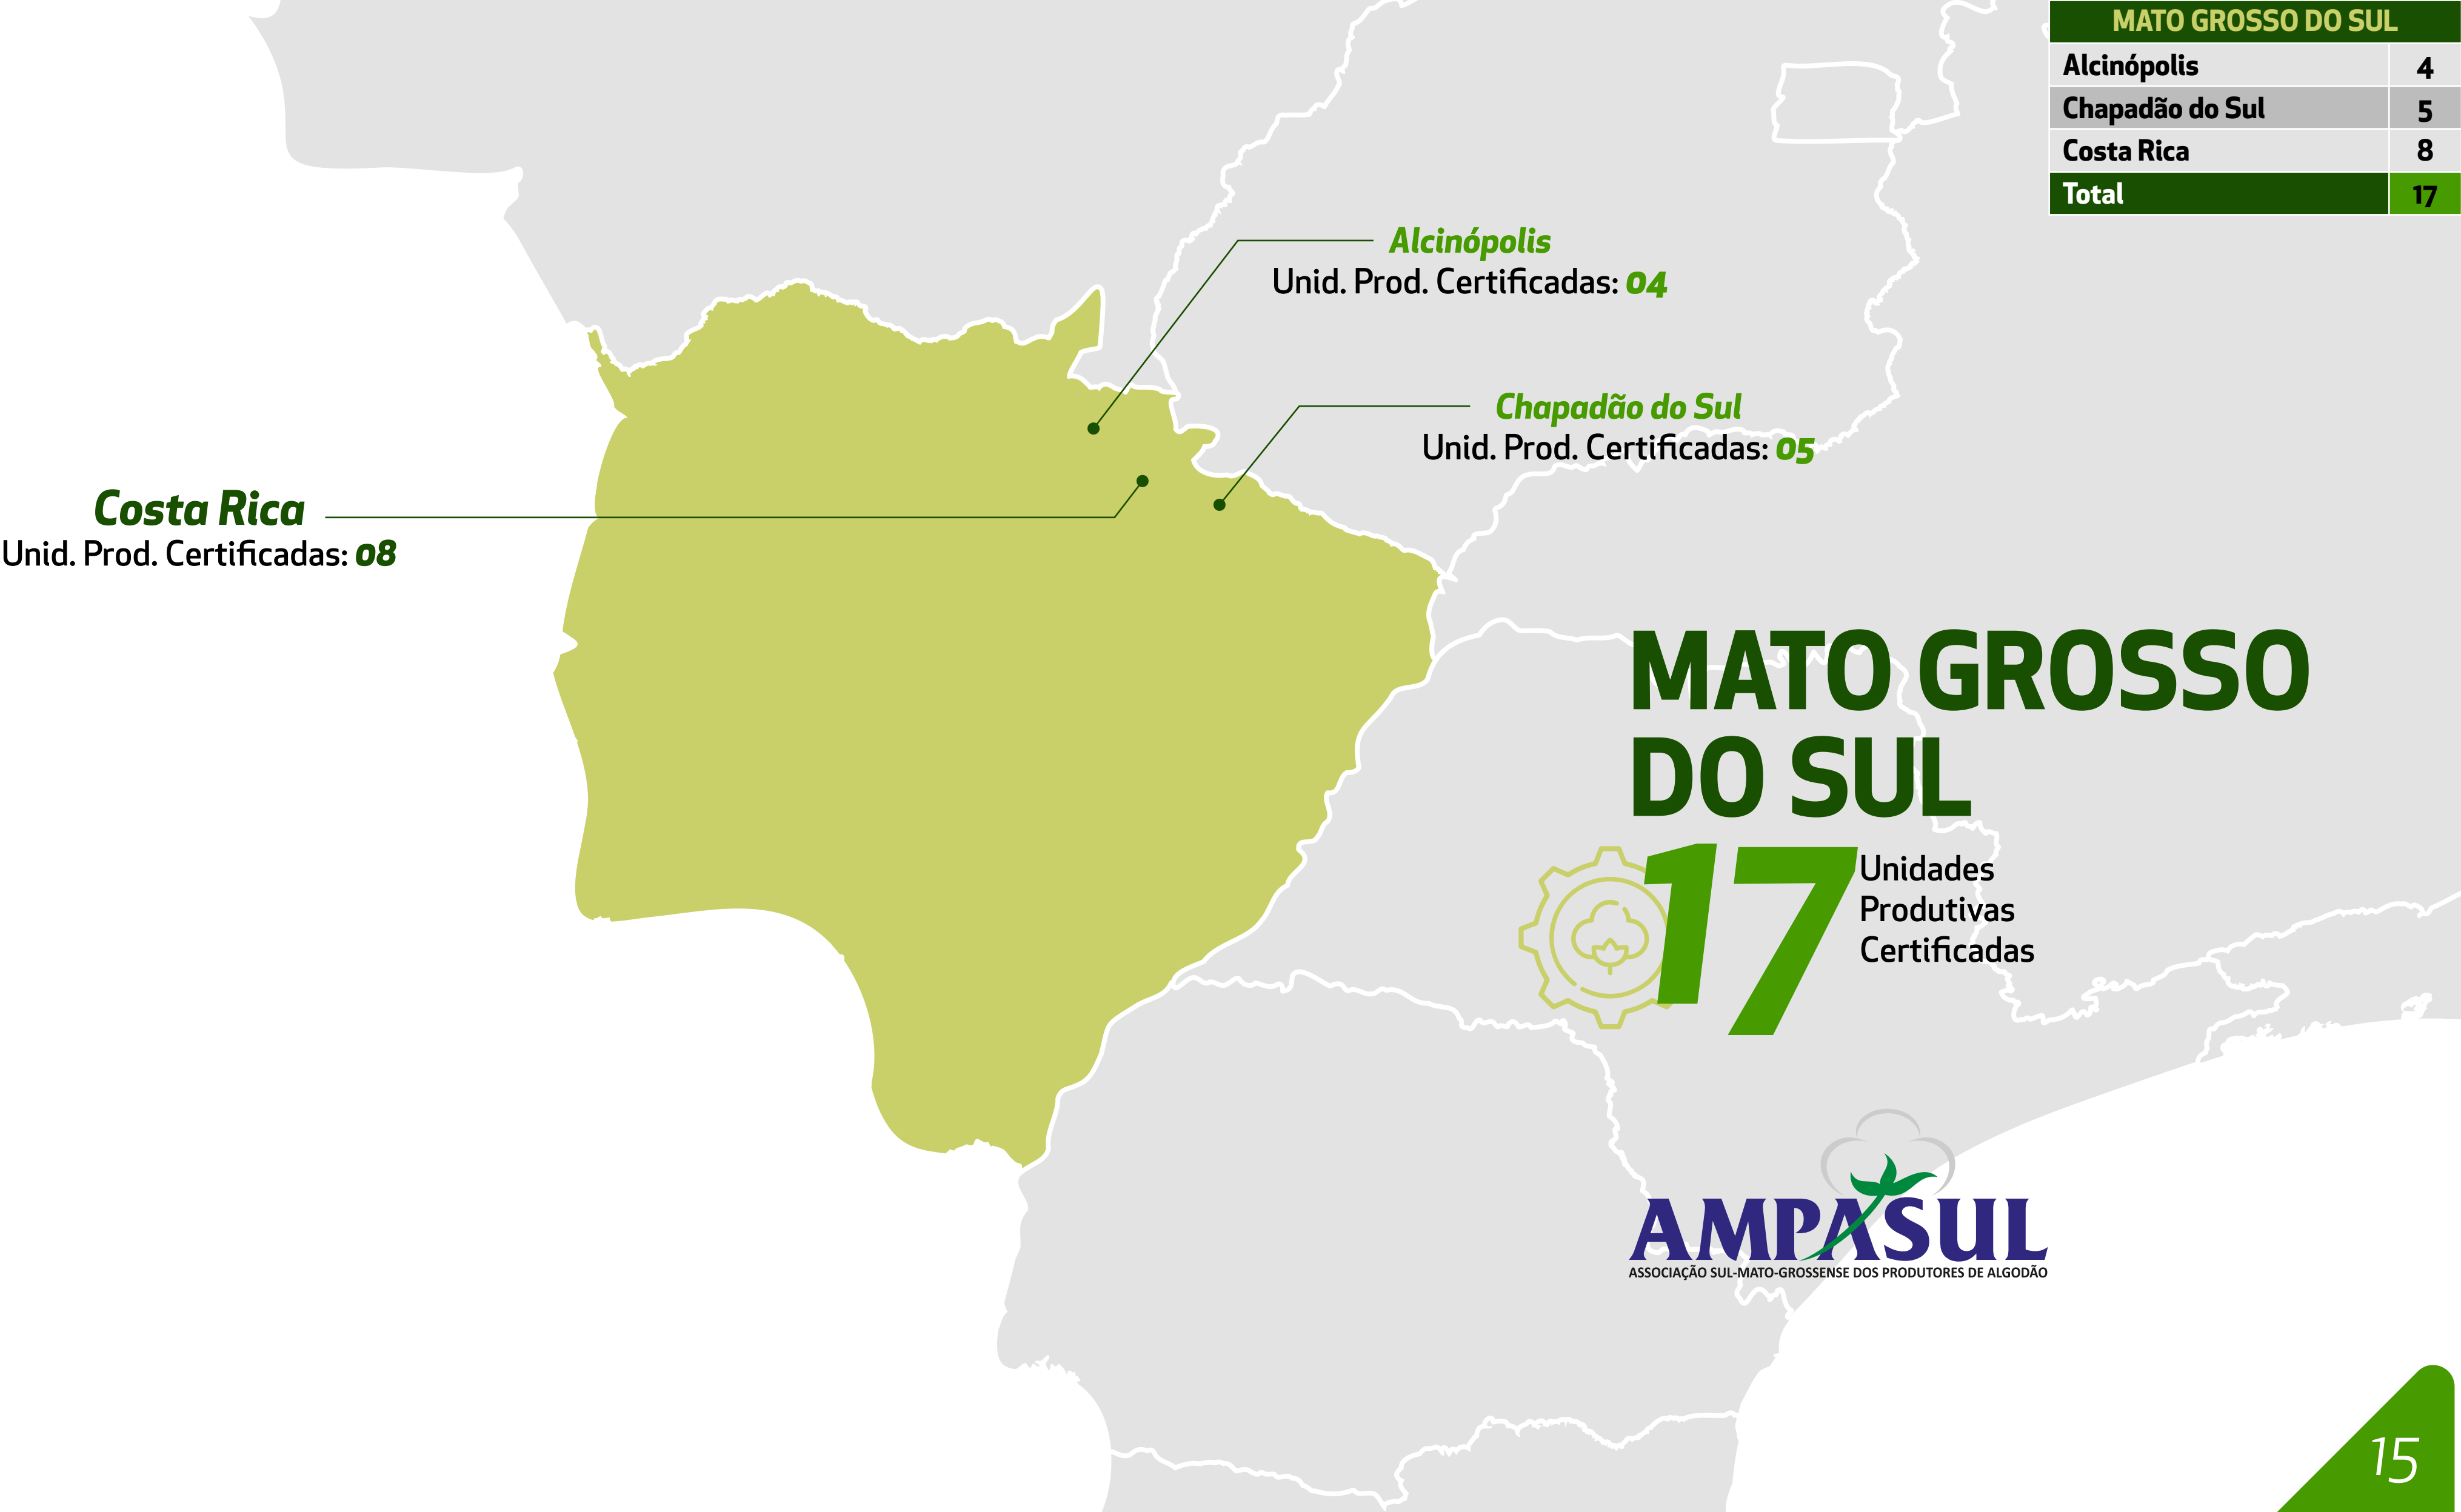 MATO GROSSO DO SUL
Alcinópolis 4
Chapadão do Sul 5
Costa Rica 8
Total 17
Alcinópolis
Unid. Prod. Certificadas: 04
Chapadão do Sul
Unid. Prod. Certificadas: 05
Costa Rica
Unid. Prod. Certificadas: 08
MATO GROSSO
DO SUL
17
Unidades
Produtivas
Certificadas
AMPASUL
ASSOCIAÇÃO SUL-MATO-GROSSENSE DOS PRODUTORES DE ALGODÃO
15